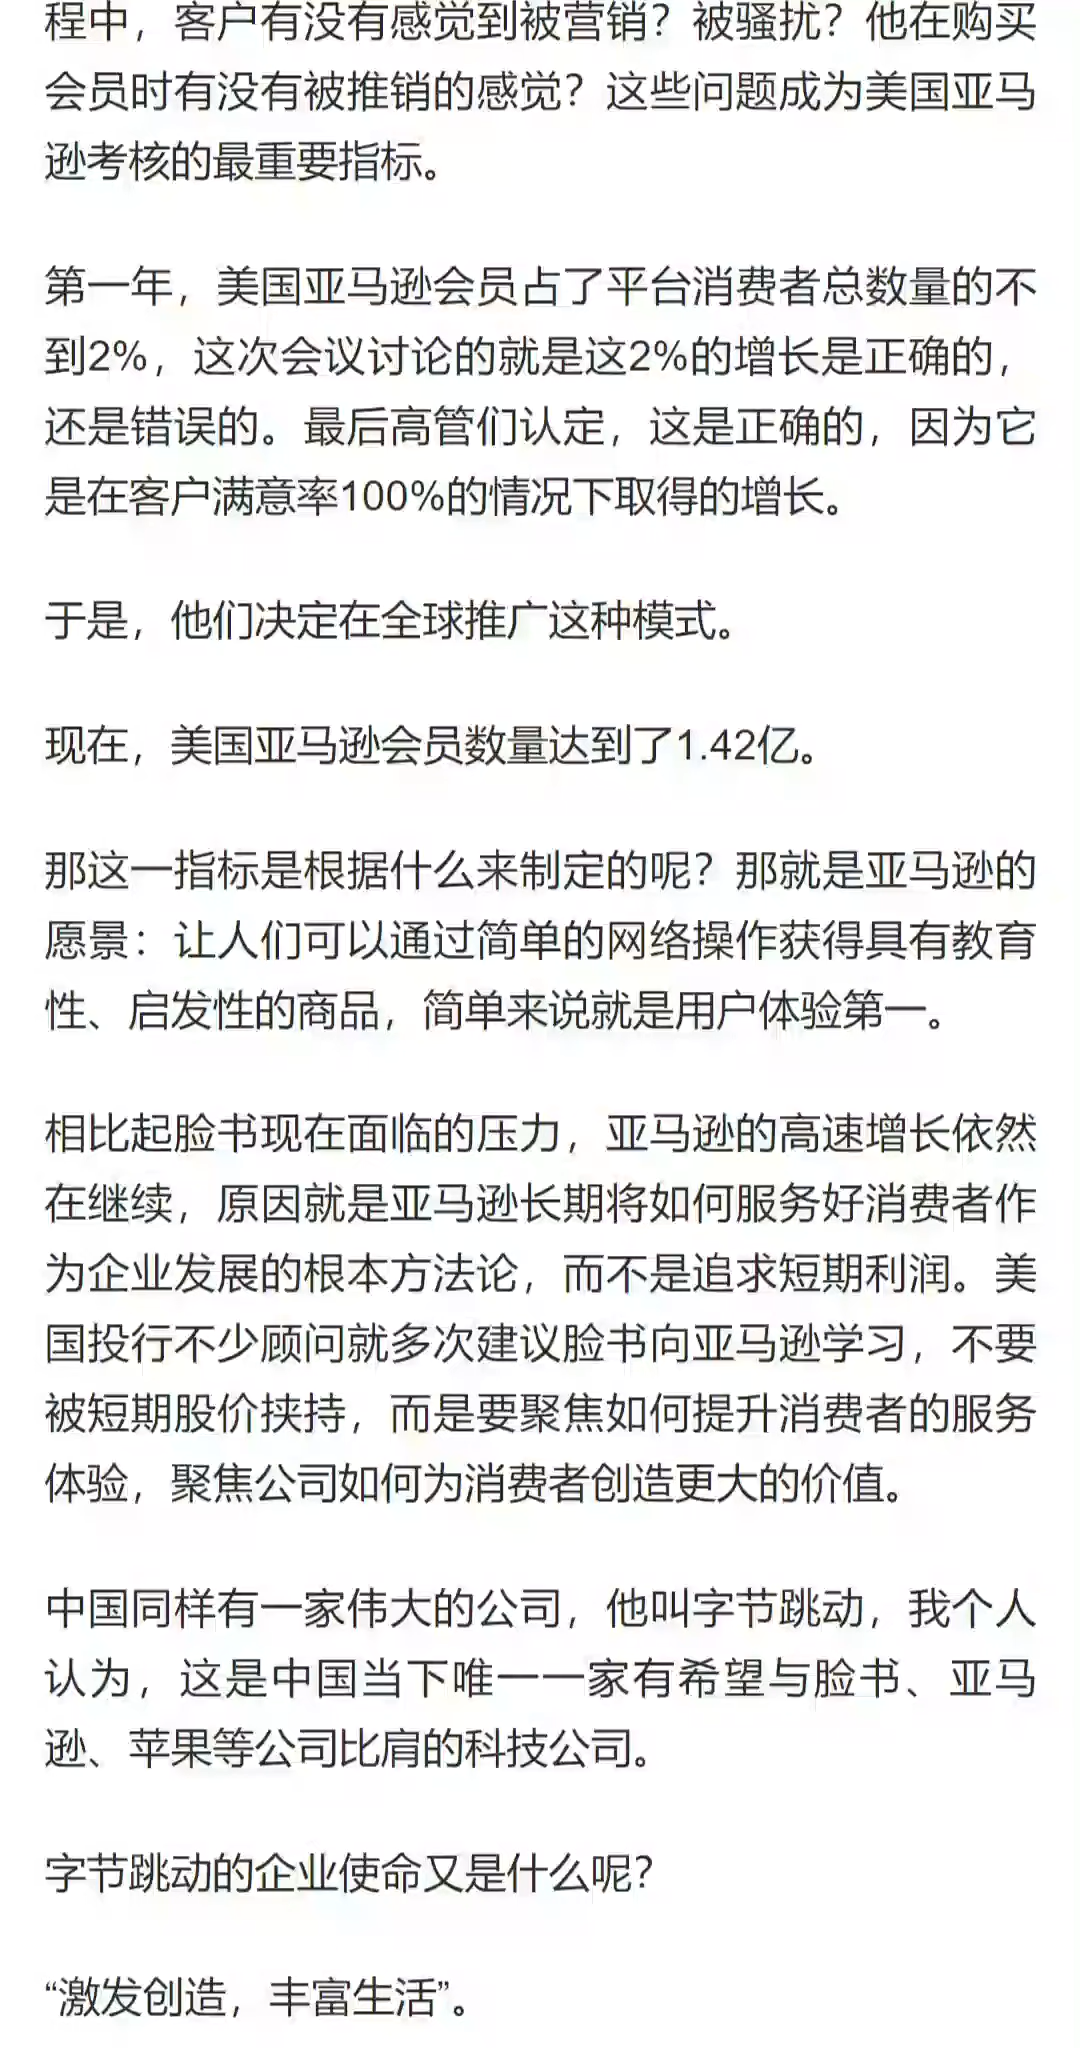 程中，客户有没有感觉到被营销？被骚扰？他在购买
会员时有没有被推销的感觉？这些问题成为美国亚马
逊考核的最重要指标。
第一年，美国亚马逊会员占了平台消费者总数量的不
到2%，这次会议讨论的就是这2%的增长是正确的，
还是错误的。最后高管们认定，这是正确的，因为它
是在客户满意率100%的情况下取得的增长。
于是，他们决定在全球推广这种模式。
现在，美国亚马逊会员数量达到了1.42亿。
那这一指标是根据什么来制定的呢？那就是亚马逊的
愿景：让人们可以通过简单的网络操作获得具有教育
性、启发性的商品，简单来说就是用户体验第一。
相比起脸书现在面临的压力，亚马逊的高速增长依然
在继续，原因就是亚马逊长期将如何服务好消费者作
为企业发展的根本方法论，而不是追求短期利润。美
国投行不少顾问就多次建议脸书向亚马逊学习，不要
被短期股价挟持，而是要聚焦如何提升消费者的服务
体验，聚焦公司如何为消费者创造更大的价值。
中国同样有一家伟大的公司，他叫字节跳动，我个人
认为，这是中国当下唯一一家有希望与脸书、亚马
逊、苹果等公司比肩的科技公司。
字节跳动的企业使命又是什么呢？
“激发创造，丰富生活”。